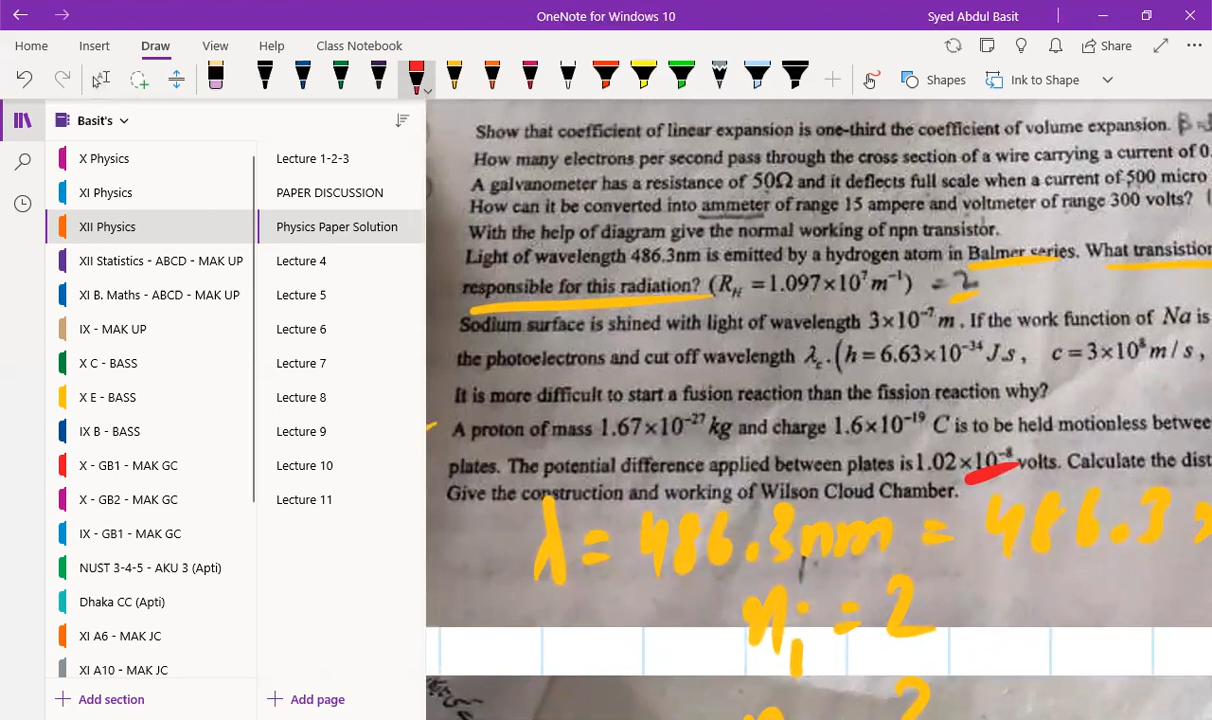 OneNote for Windows 10
Syed Abdul Basit
Home Insert Draw View Help Class Notebook
Share
Shapes
Ink to Shape
Basit's
X Physics
XI Physics
XII Physics
XII Statistics - ABCD - MAK UP
XI B. Maths - ABCD - MAK UP
IX - MAK UP
X C - BASS
X E - BASS
IX B - BASS
X - GB1 - MAK GC
X - GB2 - MAK GC
IX - GB1 - MAK GC
NUST 3-4-5 - AKU 3 (Apti)
Dhaka CC (Apti)
XI A6 - MAK JC
XI A10 - MAK JC
Add section
Lecture 1-2-3
PAPER DISCUSSION
Physics Paper Solution
Lecture 4
Lecture 5
Lecture 6
Lecture 7
Lecture 8
Lecture 9
Lecture 10
Lecture 11
Add page
Show that coefficient of linear expansion is one-third the coefficient of volume expansion.
How many electrons per second pass through the cross section of a wire carrying a current of 0.
A galvanometer has a resistance of 50Ω and it deflects full scale when a current of 500 micro
How can it be converted into ammeter of range 15 ampere and voltmeter of range 300 volts?
With the help of diagram give the normal working of npn transistor.
Light of wavelength 486.3nm is emitted by a hydrogen atom in Balmer series. What transistion
responsible for this radiation? (R_H = 1.097×10⁷ m⁻¹) = 2
Sodium surface is shined with light of wavelength 3×10⁻⁷ m. If the work function of Na is
the photoelectrons and cut off wavelength λc. (h = 6.63×10⁻³⁴ J.s, c = 3×10⁸ m/s,
It is more difficult to start a fusion reaction than the fission reaction why?
A proton of mass 1.67×10⁻²⁷ kg and charge 1.6×10⁻¹⁹ C is to be held motionless betwee
plates. The potential difference applied between plates is 1.02×10⁻⁸ volts. Calculate the dist
Give the construction and working of Wilson Cloud Chamber.
λ = 486.3nm = 486.3
n₁ = 2